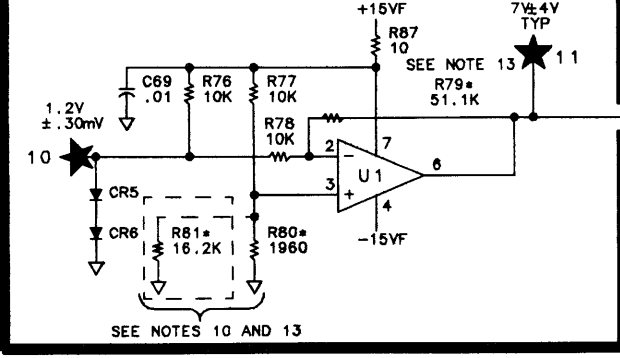 +15VF
7V±4V
TYP
R87
10
SEE NOTE 13
11
C69
.01
R76
10K
R77
10K
R79*
51.1K
1.2V
±.30mV
R78
10K
10
2
-
7
U1
6
3
+
4
CR5
CR6
R81*
16.2K
R80*
1960
-15VF
SEE NOTES 10 AND 13